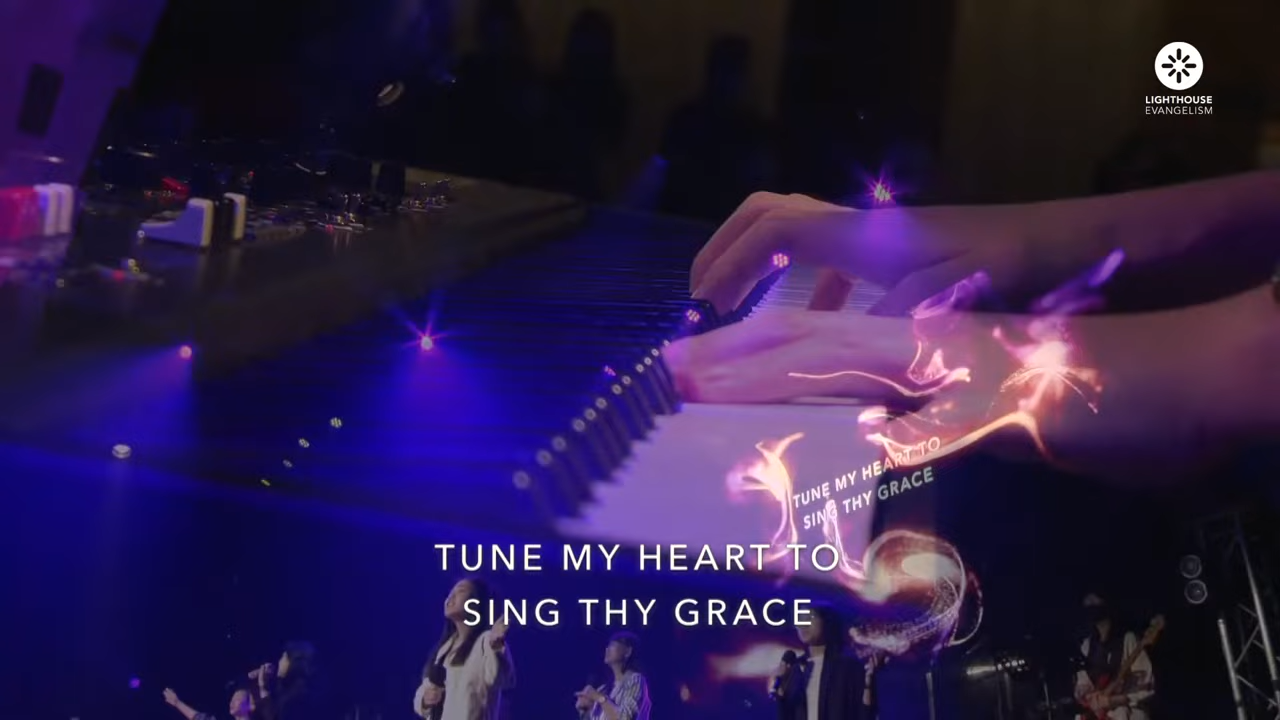 LIGHTHOUSE
EVANGELISM
TUNE MY HEART TO
SING THY GRACE
TUNE MY HEART TO
SING THY GRACE